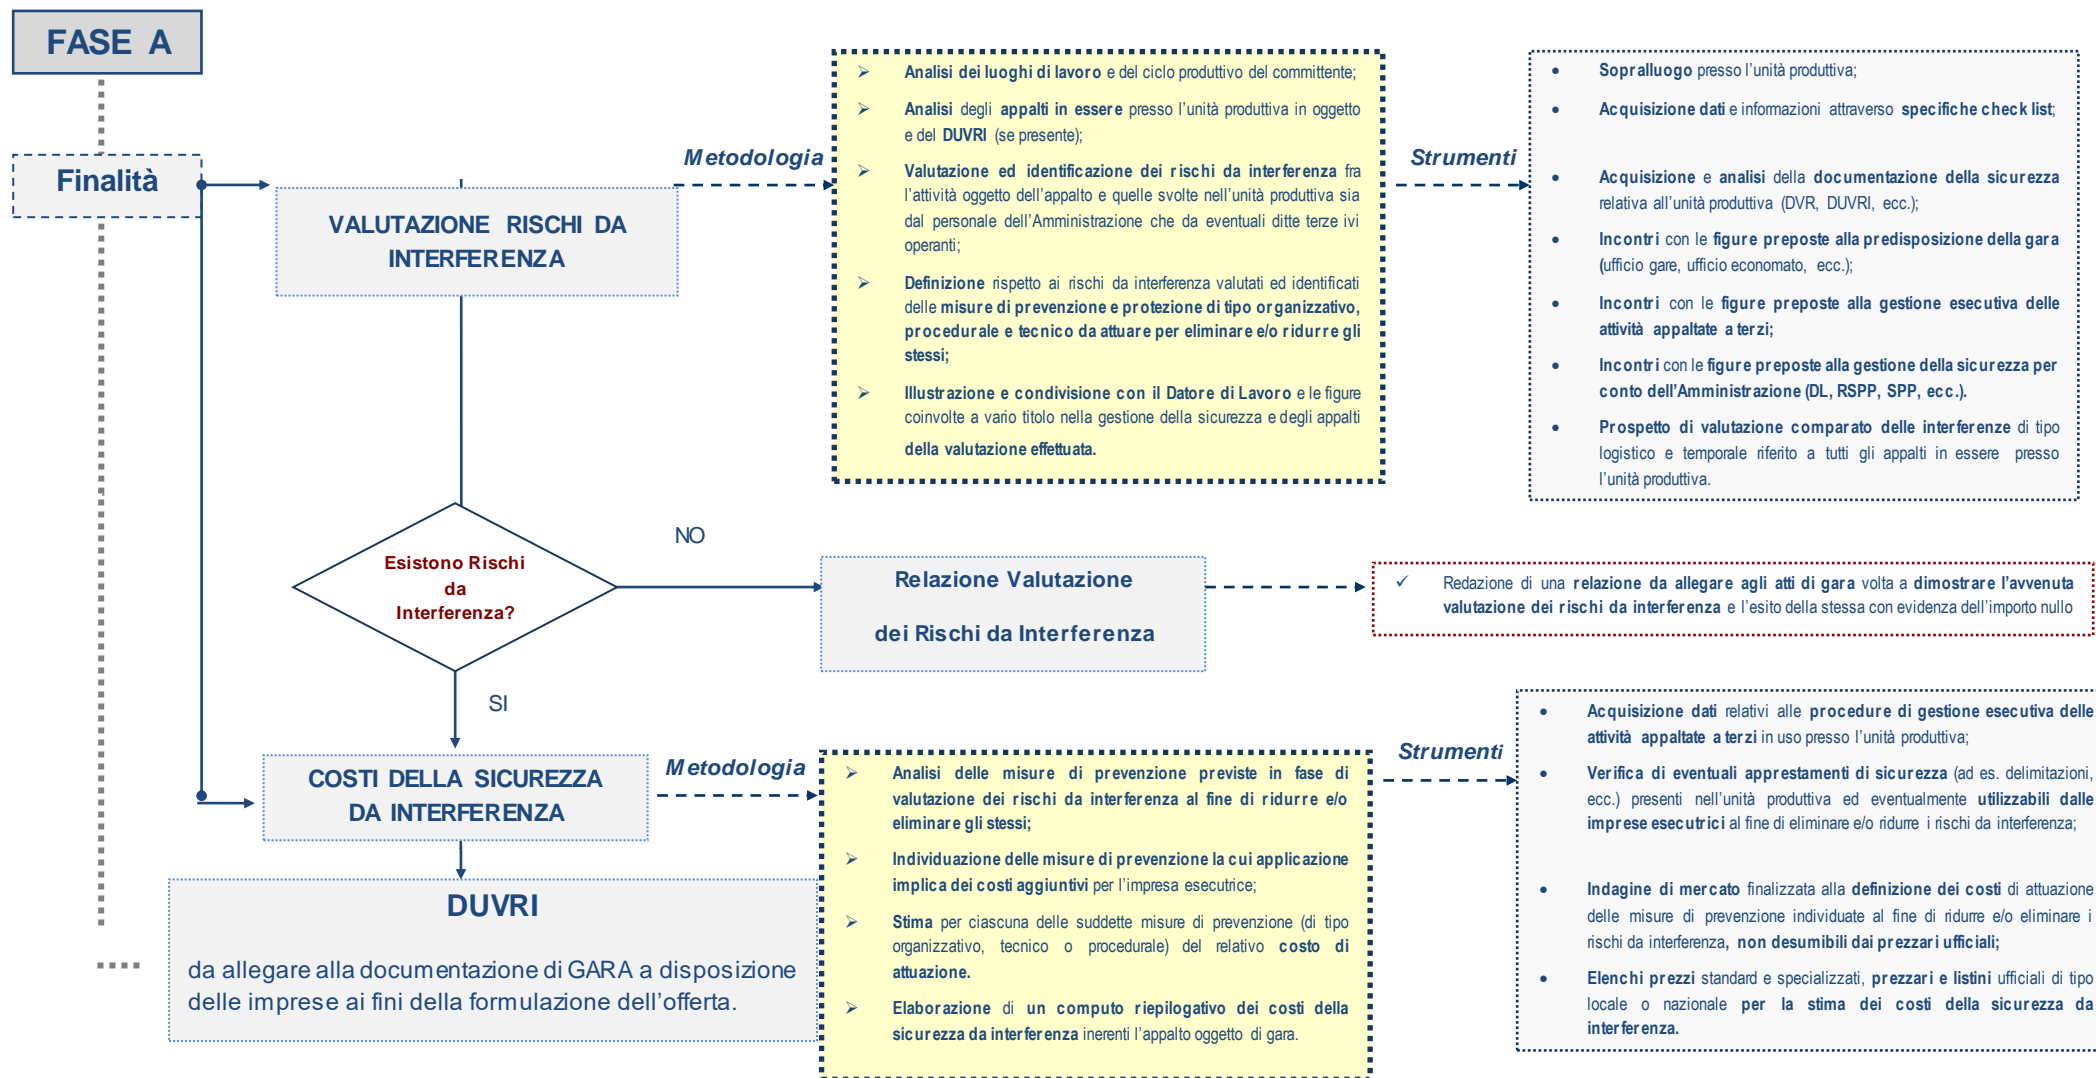 FASE A
Finalità
VALUTAZIONE RISCHI DA
INTERFERENZA
Metodologia
➢ Analisi dei luoghi di lavoro e del ciclo produttivo del committente;
➢ Analisi degli appalti in essere presso l’unità produttiva in oggetto
e del DUVRI (se presente);
➢ Valutazione ed identificazione dei rischi da interferenza fra
l’attività oggetto dell’appalto e quelle svolte nell’unità produttiva sia
dal personale dell’Amministrazione che da eventuali ditte terze ivi
operanti;
➢ Definizione rispetto ai rischi da interferenza valutati ed identificati
delle misure di prevenzione e protezione di tipo organizzativo,
procedurale e tecnico da attuare per eliminare e/o ridurre gli
stessi;
➢ Illustrazione e condivisione con il Datore di Lavoro e le figure
coinvolte a vario titolo nella gestione della sicurezza e degli appalti
della valutazione effettuata.
Strumenti
• Sopralluogo presso l’unità produttiva;
• Acquisizione dati e informazioni attraverso specifiche check list;
• Acquisizione e analisi della documentazione della sicurezza
relativa all’unità produttiva (DVR, DUVRI, ecc.);
• Incontri con le figure preposte alla predisposizione della gara
(ufficio gare, ufficio economato, ecc.);
• Incontri con le figure preposte alla gestione esecutiva delle
attività appaltate a terzi;
• Incontri con le figure preposte alla gestione della sicurezza per
conto dell’Amministrazione (DL, RSPP, SPP, ecc.).
• Prospetto di valutazione comparato delle interferenze di tipo
logistico e temporale riferito a tutti gli appalti in essere presso
l’unità produttiva.
Esistono Rischi
da
Interferenza?
NO
Relazione Valutazione
dei Rischi da Interferenza
✓ Redazione di una relazione da allegare agli atti di gara volta a dimostrare l’avvenuta
valutazione dei rischi da interferenza e l’esito della stessa con evidenza dell’importo nullo
SI
COSTI DELLA SICUREZZA
DA INTERFERENZA
Metodologia
➢ Analisi delle misure di prevenzione previste in fase di
valutazione dei rischi da interferenza al fine di ridurre e/o
eliminare gli stessi;
➢ Individuazione delle misure di prevenzione la cui applicazione
implica dei costi aggiuntivi per l’impresa esecutrice;
➢ Stima per ciascuna delle suddette misure di prevenzione (di tipo
organizzativo, tecnico o procedurale) del relativo costo di
attuazione.
➢ Elaborazione di un computo riepilogativo dei costi della
sicurezza da interferenza inerenti l’appalto oggetto di gara.
Strumenti
• Acquisizione dati relativi alle procedure di gestione esecutiva delle
attività appaltate a terzi in uso presso l’unità produttiva;
• Verifica di eventuali apprestamenti di sicurezza (ad es. delimitazioni,
ecc.) presenti nell’unità produttiva ed eventualmente utilizzabili dalle
imprese esecutrici al fine di eliminare e/o ridurre i rischi da interferenza;
• Indagine di mercato finalizzata alla definizione dei costi di attuazione
delle misure di prevenzione individuate al fine di ridurre e/o eliminare i
rischi da interferenza, non desumibili dai prezzari ufficiali;
• Elenchi prezzi standard e specializzati, prezzari e listini ufficiali di tipo
locale o nazionale per la stima dei costi della sicurezza da
interferenza.
DUVRI
da allegare alla documentazione di GARA a disposizione
delle imprese ai fini della formulazione dell’offerta.